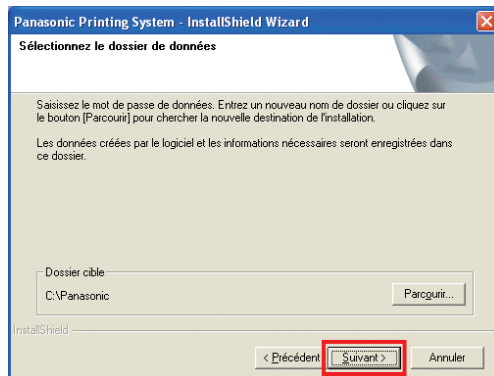 Panasonic Printing System - InstallShield Wizard
Sélectionnez le dossier de données
Saisissez le mot de passe de données. Entrez un nouveau nom de dossier ou cliquez sur
le bouton [Parcourir] pour chercher la nouvelle destination de l'installation.
Les données créées par le logiciel et les informations nécessaires seront enregistrées dans
ce dossier.
Dossier cible
C:\Panasonic
Parcourir...
InstallShield
< Précédent
Suivant >
Annuler